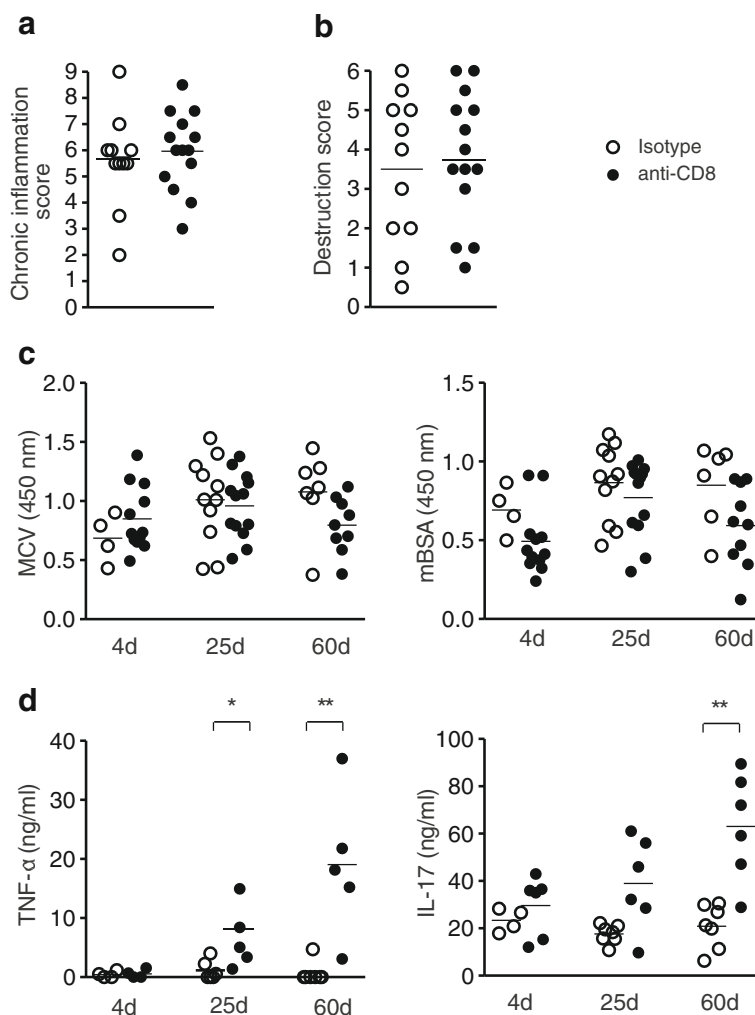 a
b
9
8
7
6
5
4
3
2
1
0
Chronic inflammation
score
6
5
4
3
2
1
0
Destruction score
Isotype
anti-CD8
c
2.0
1.5
1.0
0.5
0.0
MCV (450 nm)
4d 25d 60d
1.5
1.0
0.5
0.0
mBSA (450 nm)
4d 25d 60d
d
* **
40
30
20
10
0
TNF-α (ng/ml)
4d 25d 60d
**
100
80
60
40
20
0
IL-17 (ng/ml)
4d 25d 60d